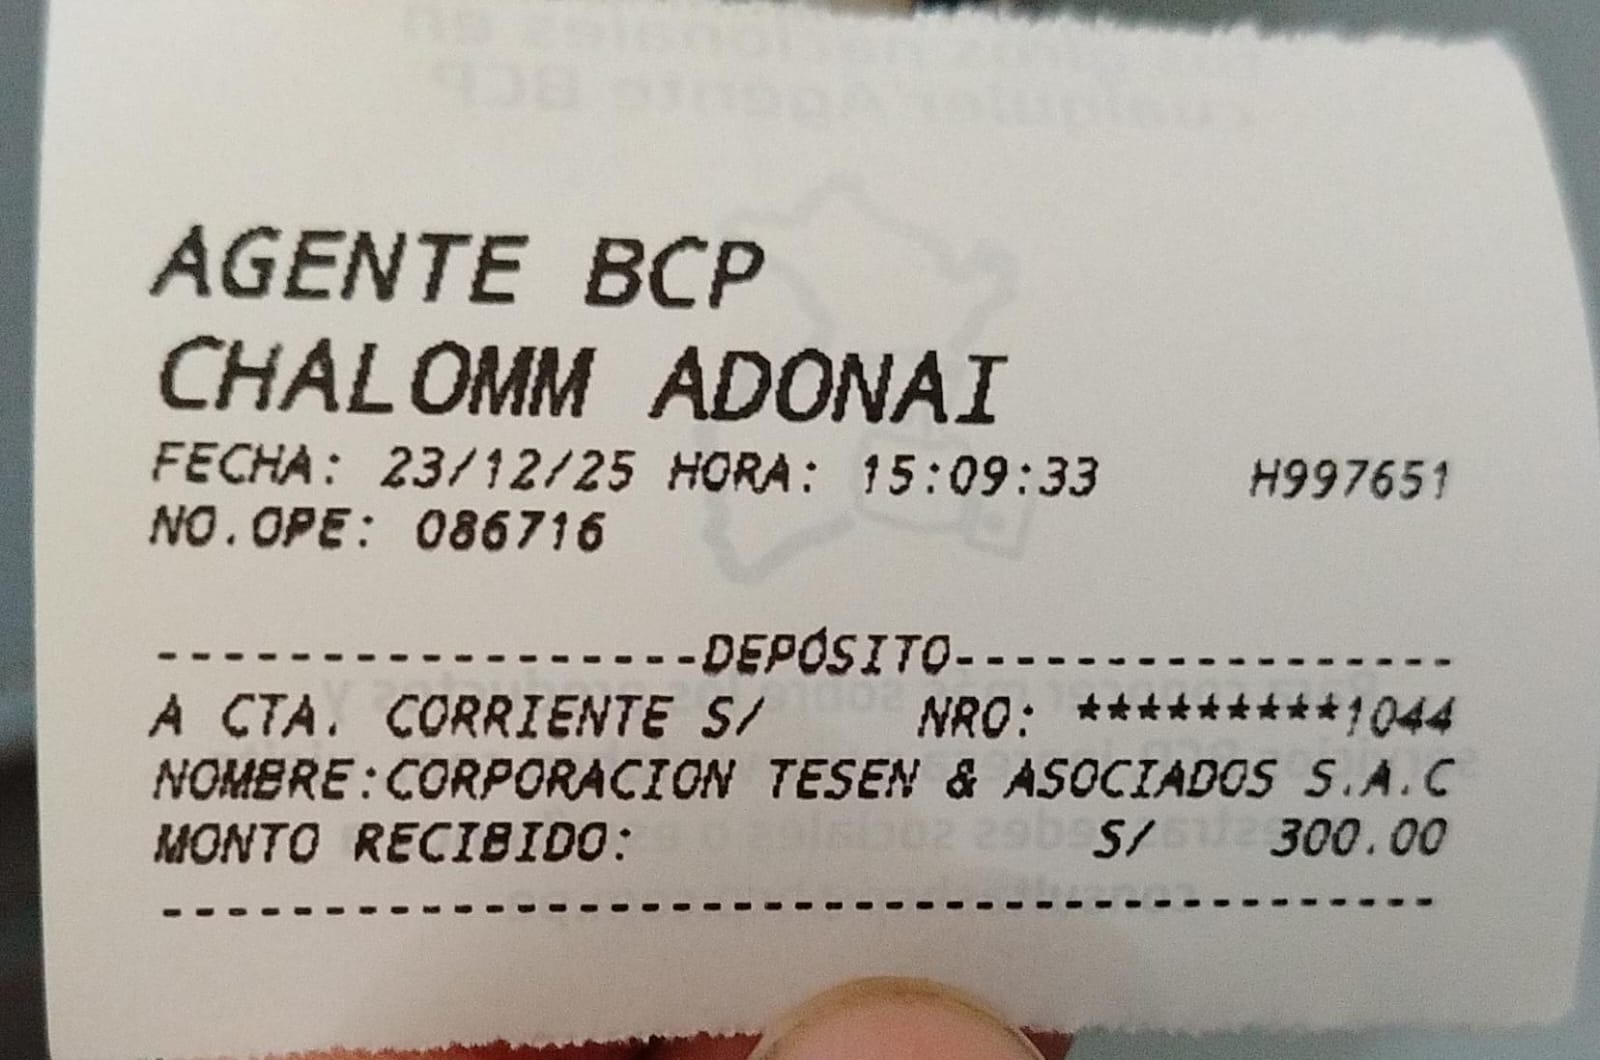 AGENTE BCP
CHALOMM ADONAI
FECHA: 23/12/25 HORA: 15:09:33 H997651
NO.OPE: 086716
------------------DEPÓSITO-----------------
A CTA. CORRIENTE S/ NRO: *********1044
NOMBRE:CORPORACION TESEN & ASOCIADOS S.A.C
MONTO RECIBIDO: S/ 300.00
-------------------------------------------